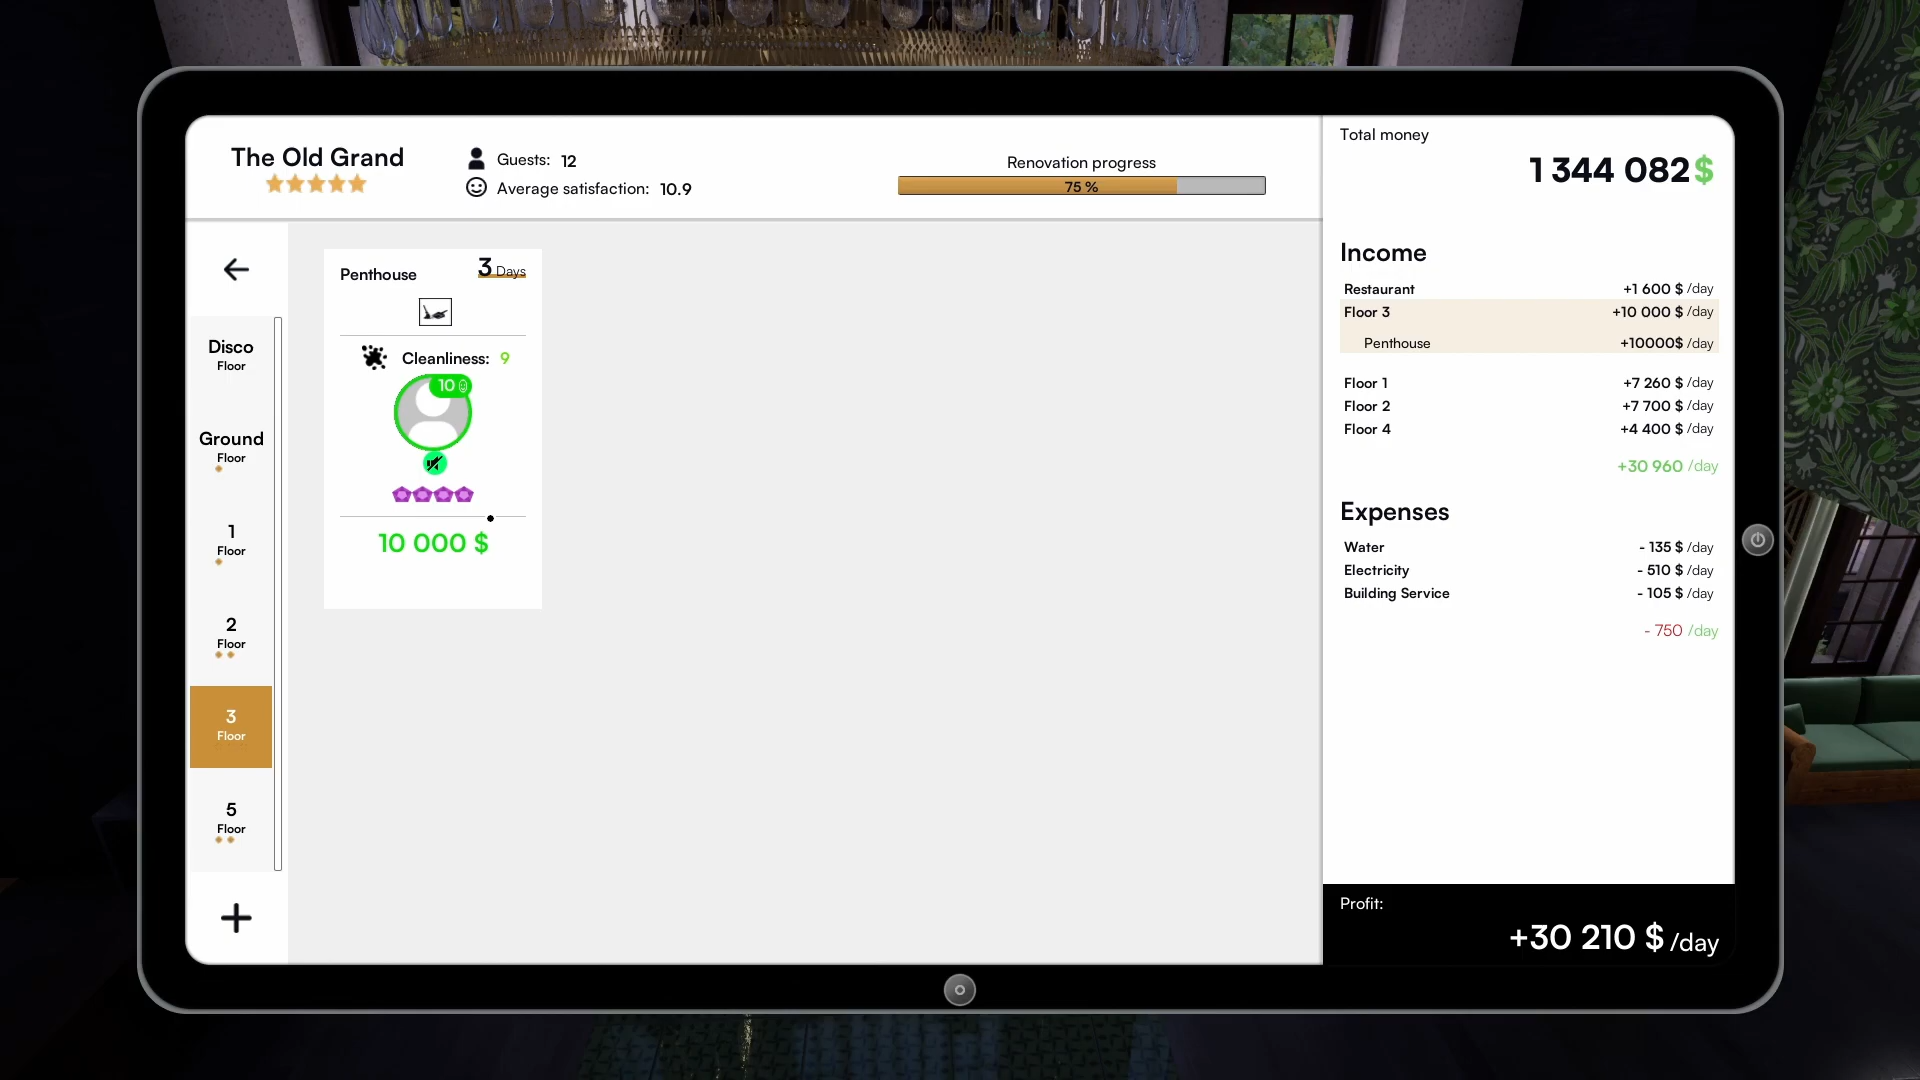 The Old Grand
Guests: 12
Average satisfaction: 10.9
Renovation progress
75 %
Disco
Floor
Ground
Floor
1
Floor
2
Floor
3
Floor
5
Floor
Penthouse 3 Days
Cleanliness: 9
10
10 000 $
Total money
1 344 082 $
Income
Restaurant +1 600 $ /day
Floor 3 +10 000 $ /day
Penthouse +10000$ /day
Floor 1 +7 260 $ /day
Floor 2 +7 700 $ /day
Floor 4 +4 400 $ /day
+30 960 /day
Expenses
Water - 135 $ /day
Electricity - 510 $ /day
Building Service - 105 $ /day
- 750 /day
Profit:
+30 210 $ /day